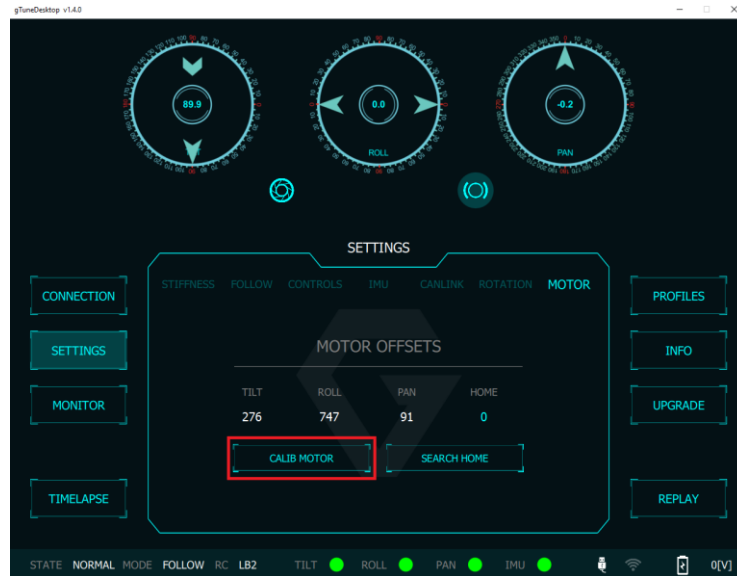 gTuneDesktop v1.4.0
89.9
0.0
-0.2
ROLL
PAN
SETTINGS
STIFFNESS FOLLOW CONTROLS IMU CANLINK ROTATION MOTOR
CONNECTION
PROFILES
SETTINGS
INFO
MOTOR OFFSETS
MONITOR
UPGRADE
TILT ROLL PAN HOME
276 747 91 0
CALIB MOTOR
SEARCH HOME
TIMELAPSE
REPLAY
STATE NORMAL MODE FOLLOW RC LB2 TILT ROLL PAN IMU 0[V]